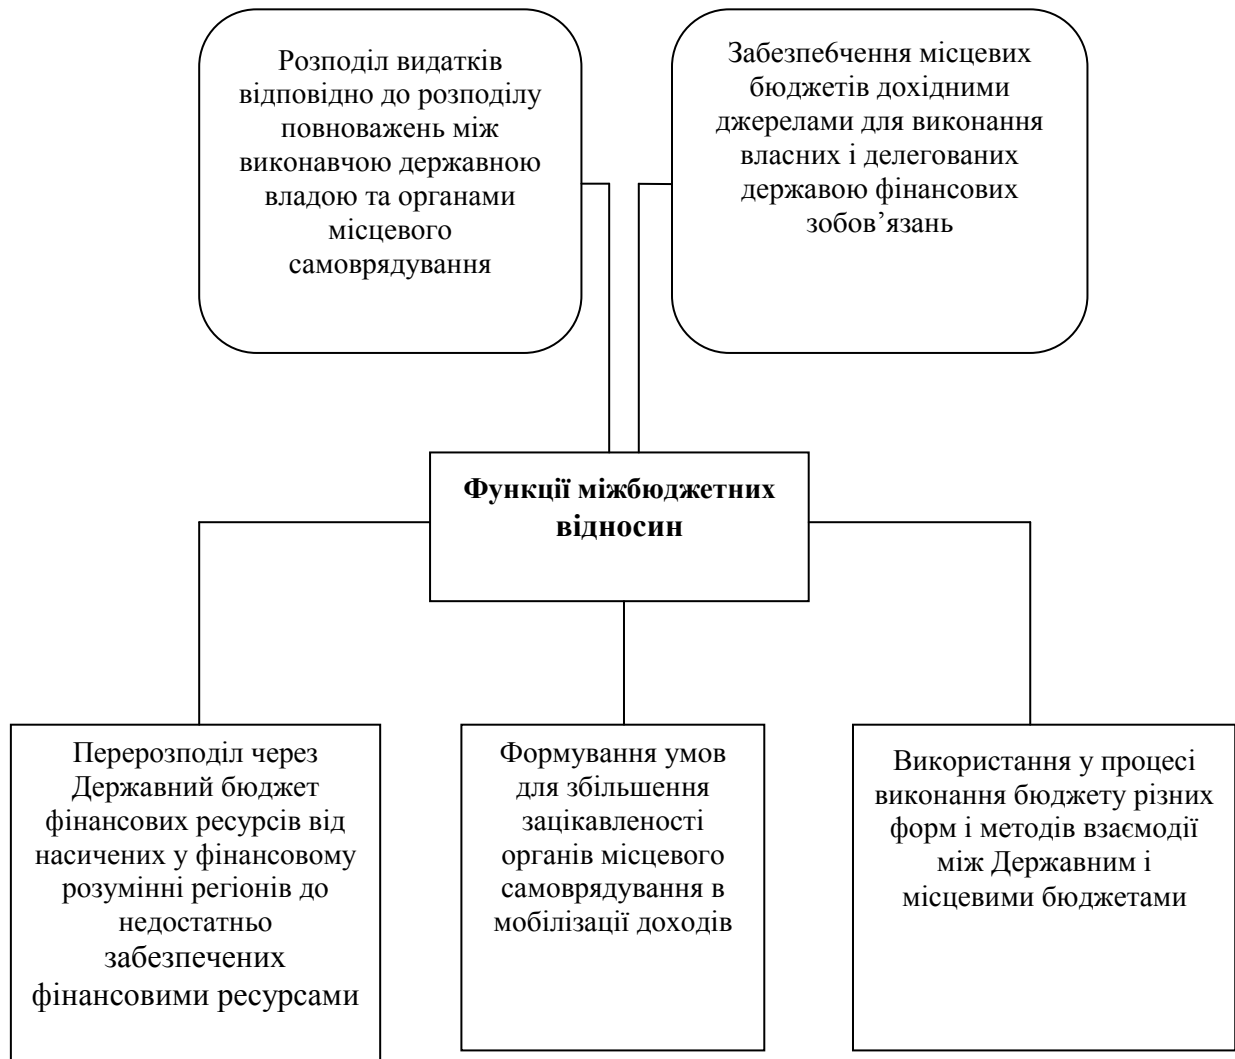 Розподіл видатків
відповідно до розподілу
повноважень між
виконавчою державною
владою та органами
місцевого
самоврядування
Забезпе6чення місцевих
бюджетів дохідними
джерелами для виконання
власних і делегованих
державою фінансових
зобов’язань
Функції міжбюджетних
відносин
Перерозподіл через
Державний бюджет
фінансових ресурсів від
насичених у фінансовому
розумінні регіонів до
недостатньо
забезпечених
фінансовими ресурсами
Формування умов
для збільшення
зацікавленості
органів місцевого
самоврядування в
мобілізації доходів
Використання у процесі
виконання бюджету різних
форм і методів взаємодії
між Державним і
місцевими бюджетами